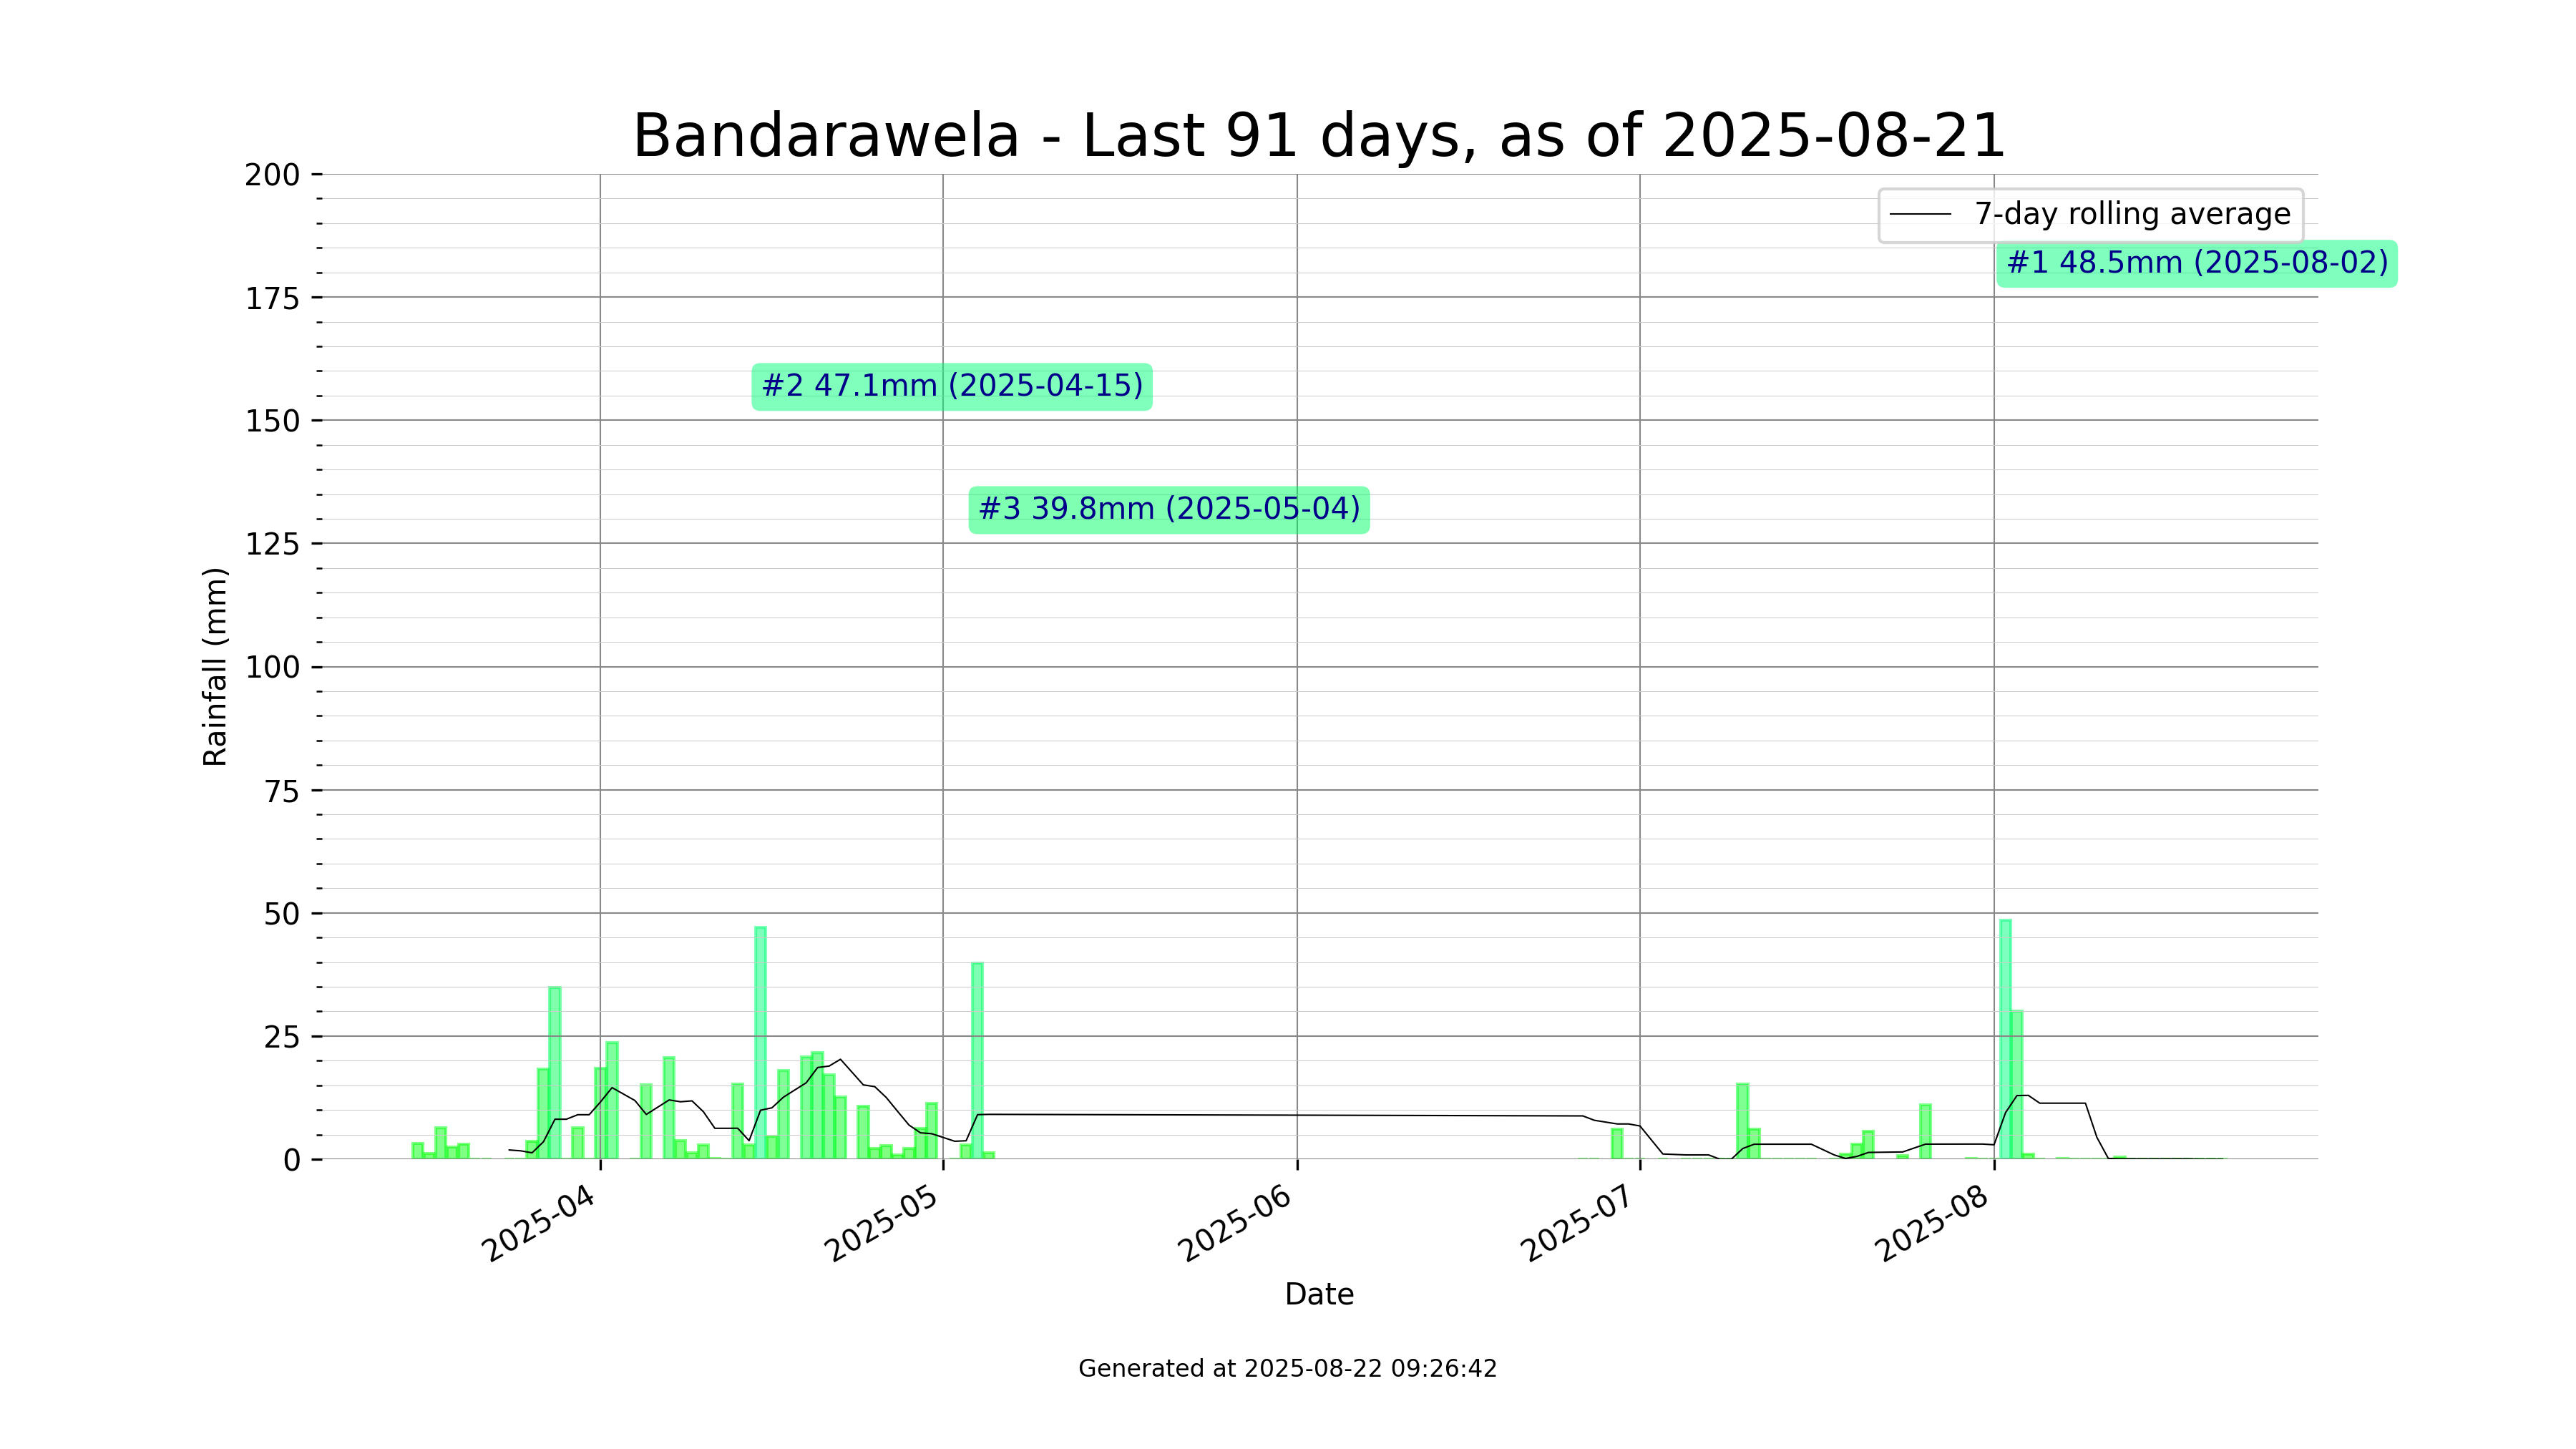 Bandarawela - Last 91 days, as of 2025-08-21
200
175
150
125
100
75
50
25
0
Rainfall (mm)
7-day rolling average
#1 48.5mm (2025-08-02)
#2 47.1mm (2025-04-15)
#3 39.8mm (2025-05-04)
2025-04
2025-05
2025-06
2025-07
2025-08
Date
Generated at 2025-08-22 09:26:42